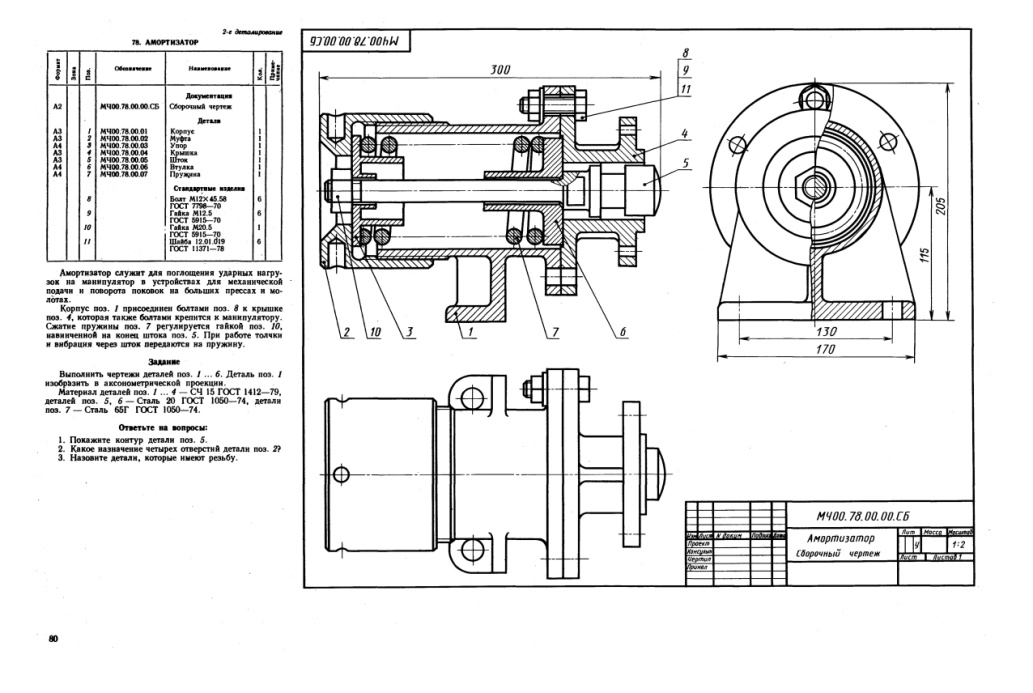 2-е деталирование
78. АМОРТИЗАТОР
Формат Зона Поз. Обозначение Наименование Кол. Приме-чание
Документация
А2 МЧ00.78.00.00.СБ Сборочный чертеж
Детали
А3 1 МЧ00.78.00.01 Корпус 1
А3 2 МЧ00.78.00.02 Муфта 1
А4 3 МЧ00.78.00.03 Упор 1
А3 4 МЧ00.78.00.04 Крышка 1
А3 5 МЧ00.78.00.05 Шток 1
А4 6 МЧ00.78.00.06 Втулка 1
А4 7 МЧ00.78.00.07 Пружина 1
Стандартные изделия
8 Болт М12×45.58 6
ГОСТ 7798—70
9 Гайка М12.5 6
ГОСТ 5915—70
10 Гайка М20.5 1
ГОСТ 5915—70
11 Шайба 12.01.019 6
ГОСТ 11371—78
Амортизатор служит для поглощения ударных нагру-
зок на манипулятор в устройствах для механической
подачи и поворота поковок на больших прессах и мо-
лотах.
Корпус поз. 1 присоединен болтами поз. 8 к крышке
поз. 4, которая также болтами крепится к манипулятору.
Сжатие пружины поз. 7 регулируется гайкой поз. 10,
навинченной на конец штока поз. 5. При работе толчки
и вибрация через шток передаются на пружину.
Задание
Выполнить чертежи деталей поз. 1 ... 6. Деталь поз. 1
изобразить в аксонометрической проекции.
Материал деталей поз. 1 ... 4 — СЧ 15 ГОСТ 1412—79,
деталей поз. 5, 6 — Сталь 20 ГОСТ 1050—74, детали
поз. 7 — Сталь 65Г ГОСТ 1050—74.
Ответьте на вопросы:
1. Покажите контур детали поз. 5.
2. Какое назначение четырех отверстий детали поз. 2?
3. Назовите детали, которые имеют резьбу.
80
МЧ00.78.00.00.СБ
300
8
9
11
4
5
2 10 3 1 7 6
205
115
130
170
МЧ00.78.00.00.СБ
Амортизатор
Сборочный чертеж
Лит Масса Масштаб
У 1:2
Лист Листов 1
Изм Лист N докум Подпись Дата
Проект
Консульт
Чертил
Принял